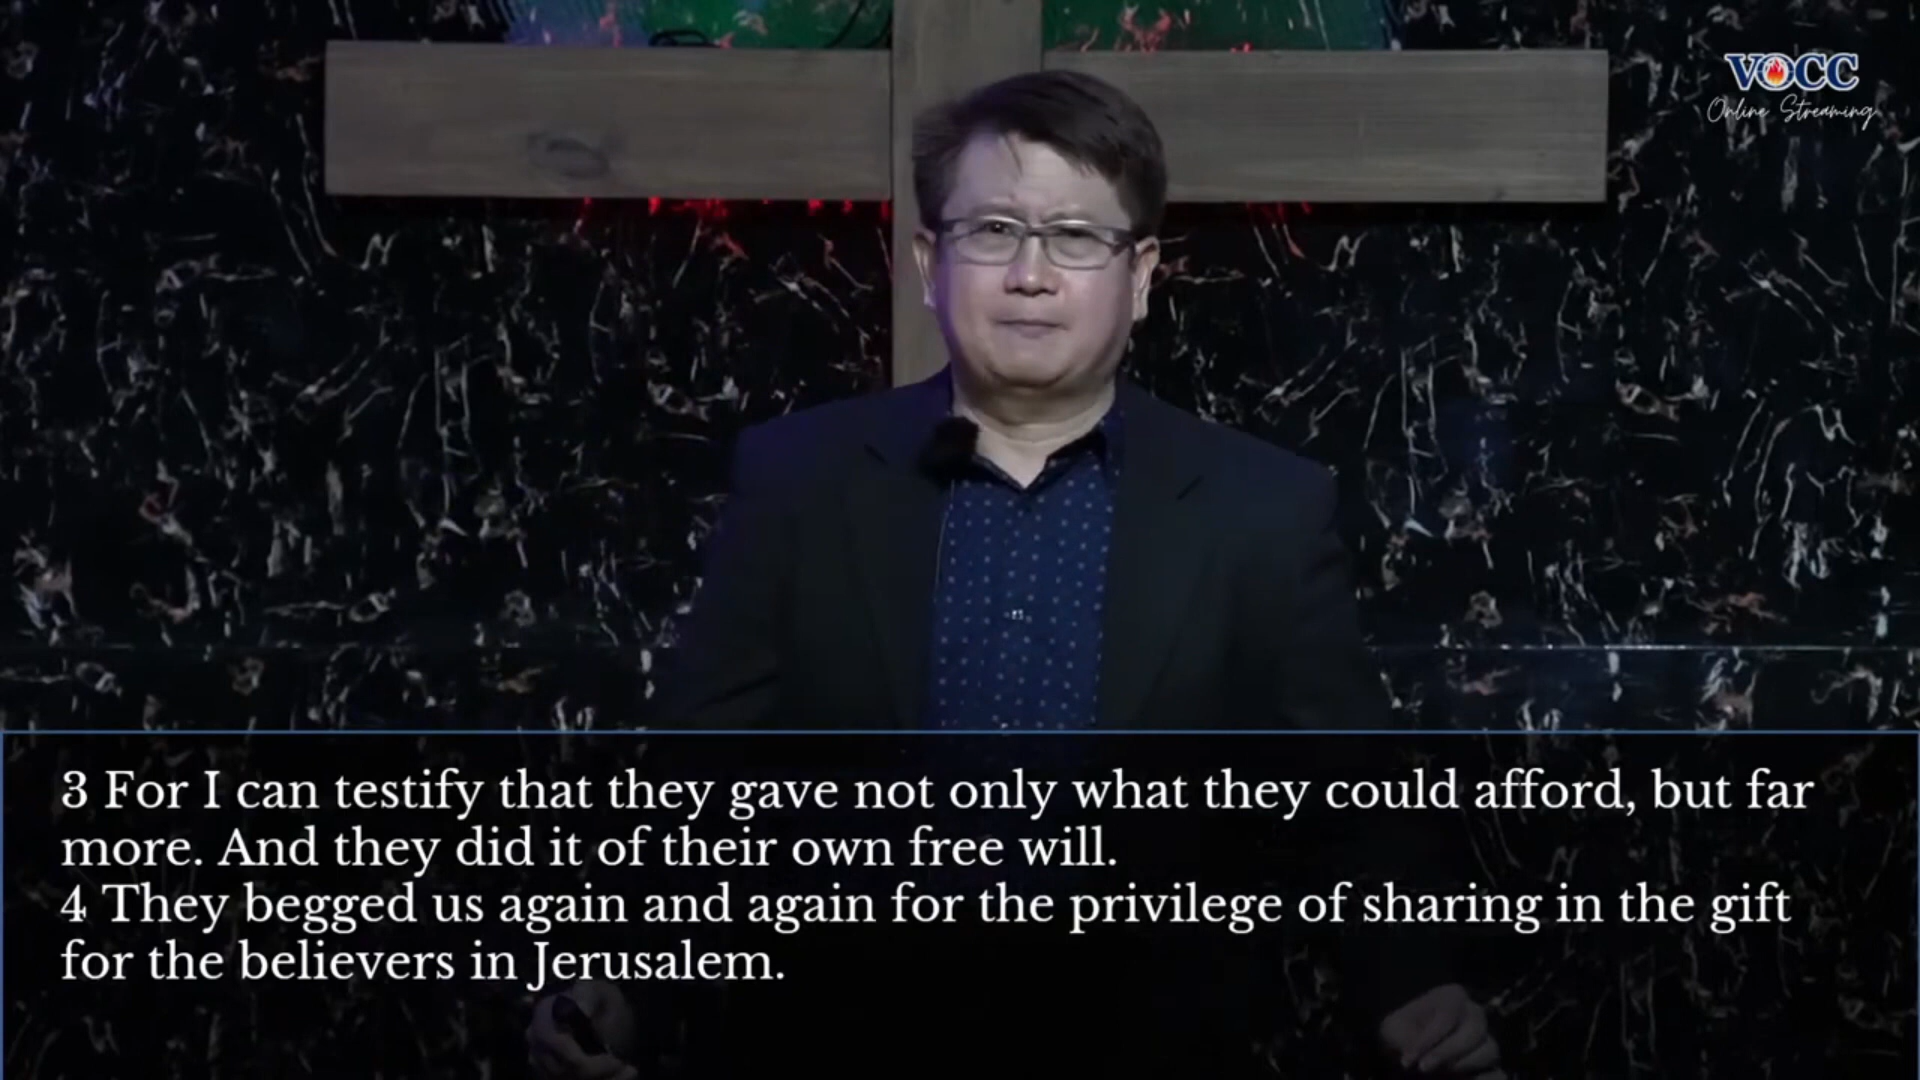 VOCC
Online Streaming
3 For I can testify that they gave not only what they could afford, but far
more. And they did it of their own free will.
4 They begged us again and again for the privilege of sharing in the gift
for the believers in Jerusalem.